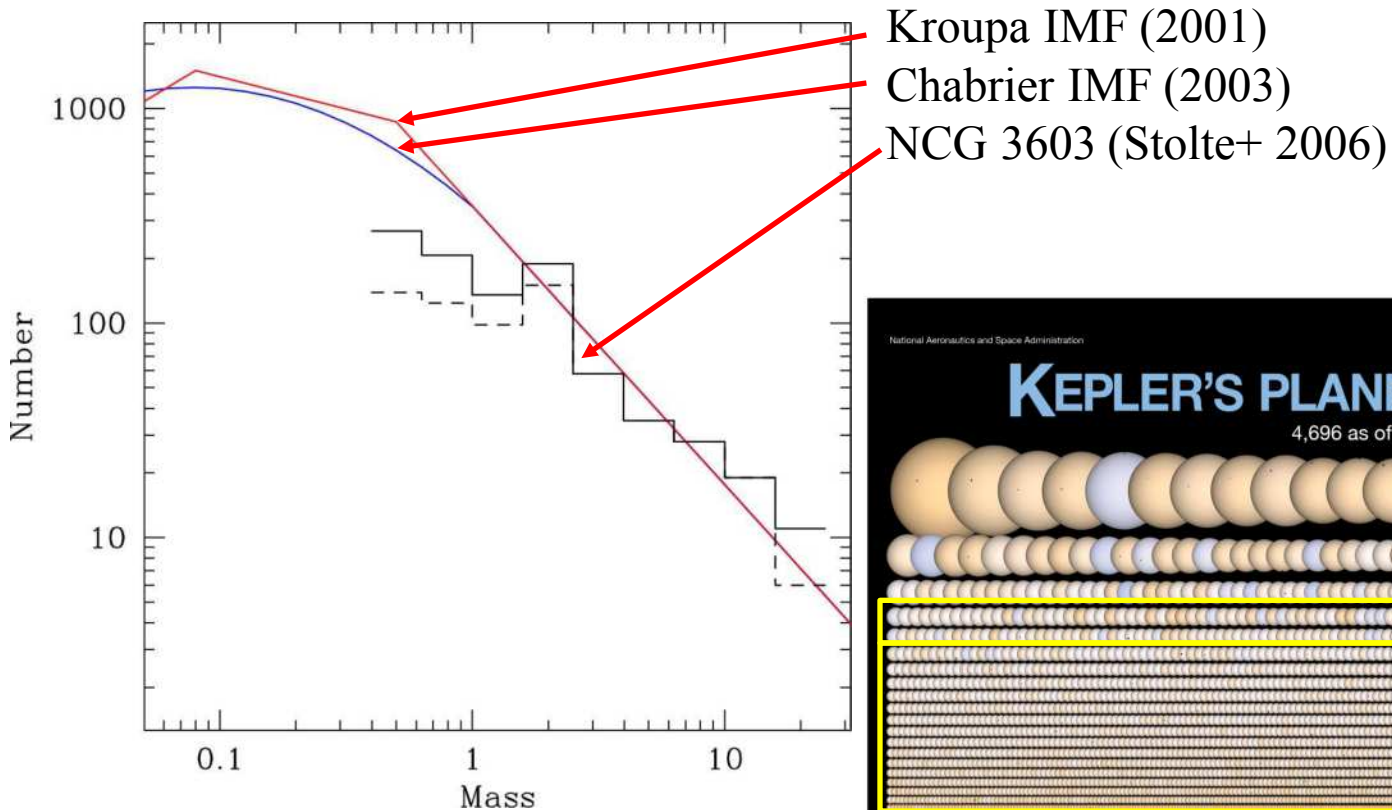 Kroupa IMF (2001)
Chabrier IMF (2003)
NCG 3603 (Stolte+ 2006)
1000
100
10
Number
0.1
1
10
Mass
National Aeronautics and Space Administration
KEPLER'S PLAN
4,696 as of